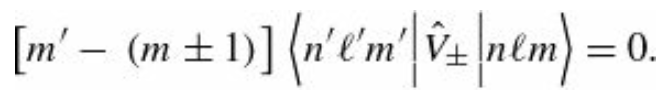 [m′ − (m ± 1)] ⟨n′ℓ′m′|V̂±|nℓm⟩ = 0.